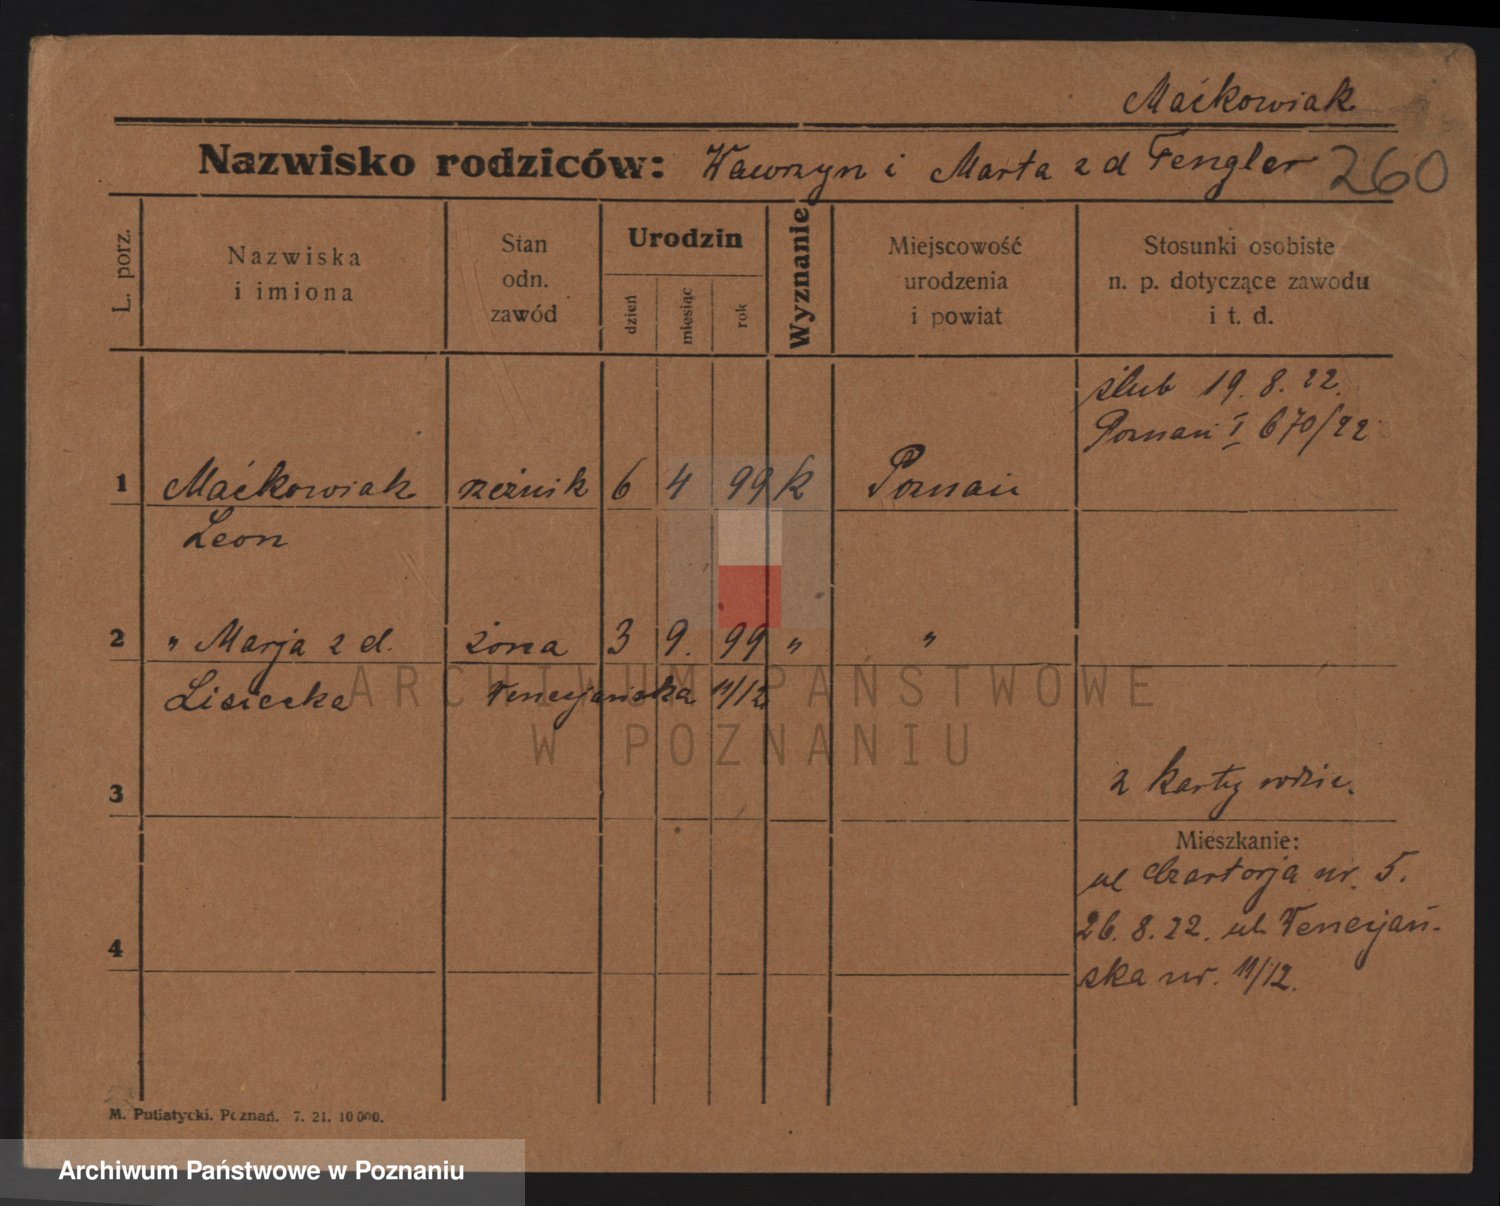 Maćkowiak
Nazwisko rodziców: Wawrzyn i Marta z d Fengler 260
L. porz.
Nazwiska
i imiona
Stan
odn.
zawód
Urodzin
dzień
miesiąc
rok
Wyznanie
Miejscowość
urodzenia
i powiat
Stosunki osobiste
n. p. dotyczące zawodu
i t. d.
ślub 19. 8. 22.
Poznań I 670/22
1 Maćkowiak rzeźnik 6 4 99 k Poznań
Leon
2 " Marja z d. żona 3 9. 99 " "
Lisiecka Wenecjańska 11/12
3 z karty rodzic.
Mieszkanie:
ul Czartorja nr. 5.
4 26. 8. 22. ul. Wenecjań-
ska nr. 11/12.
M. Putiatycki. Poznań. 7. 21. 10 000.
ARCHIWUM PAŃSTWOWE
W POZNANIU
Archiwum Państwowe w Poznaniu